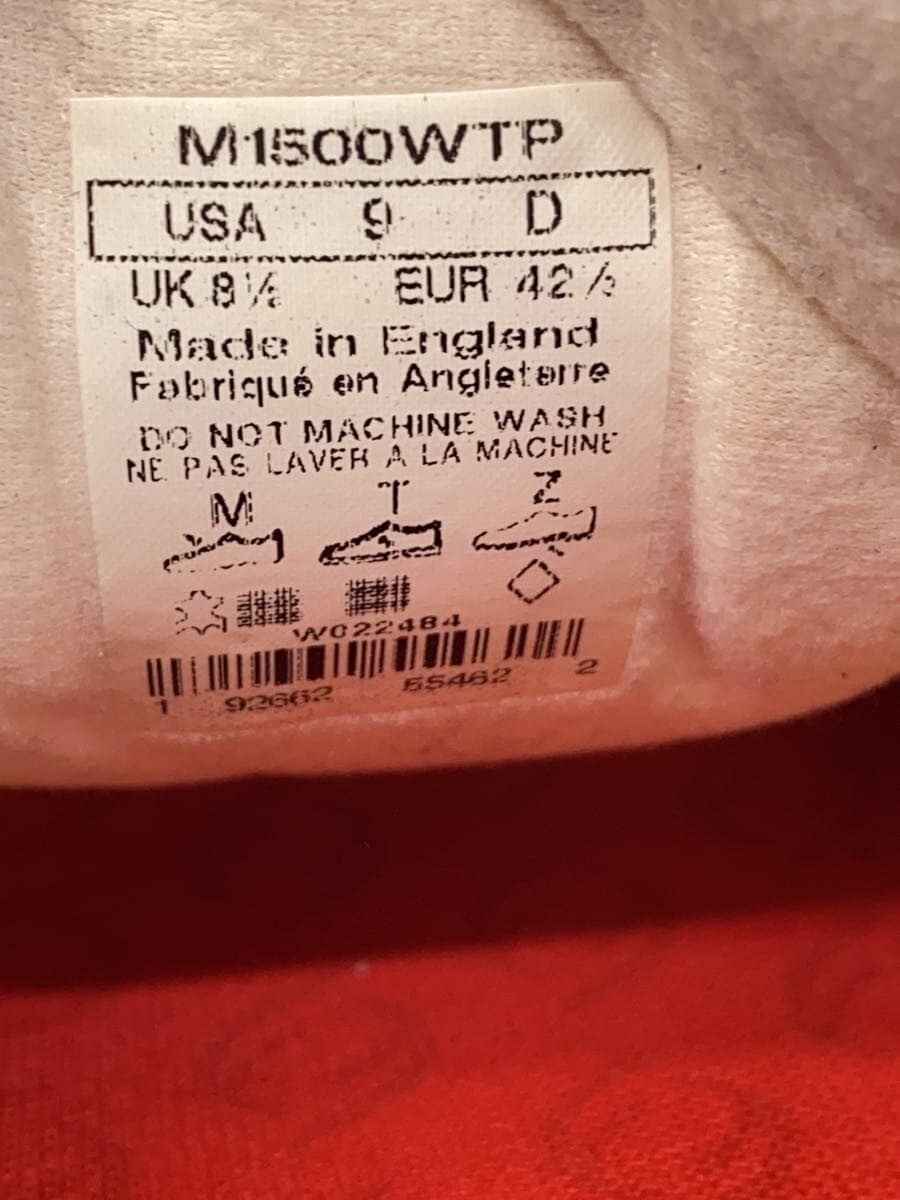 M1500WTP
USA 9 D
UK 8½ EUR 42½
Made in England
Fabriqué en Angleterre
DO NOT MACHINE WASH
NE PAS LAVER A LA MACHINE
M T Z
W022484
1 92662 55462 2